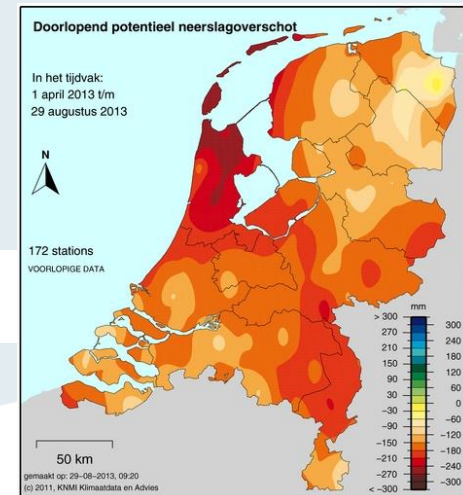 Doorlopend potentieel neerslagoverschot
In het tijdvak:
1 april 2013 t/m
29 augustus 2013
N
172 stations
VOORLOPIGE DATA
mm
> 300
270
210
150
90
30
-30
-90
-150
-210
-270
< -300
300
240
180
120
60
0
-60
-120
-180
-240
-300
50 km
gemaakt op: 29-08-2013, 09:20
(c) 2011, KNMI Klimaatdata en Advies